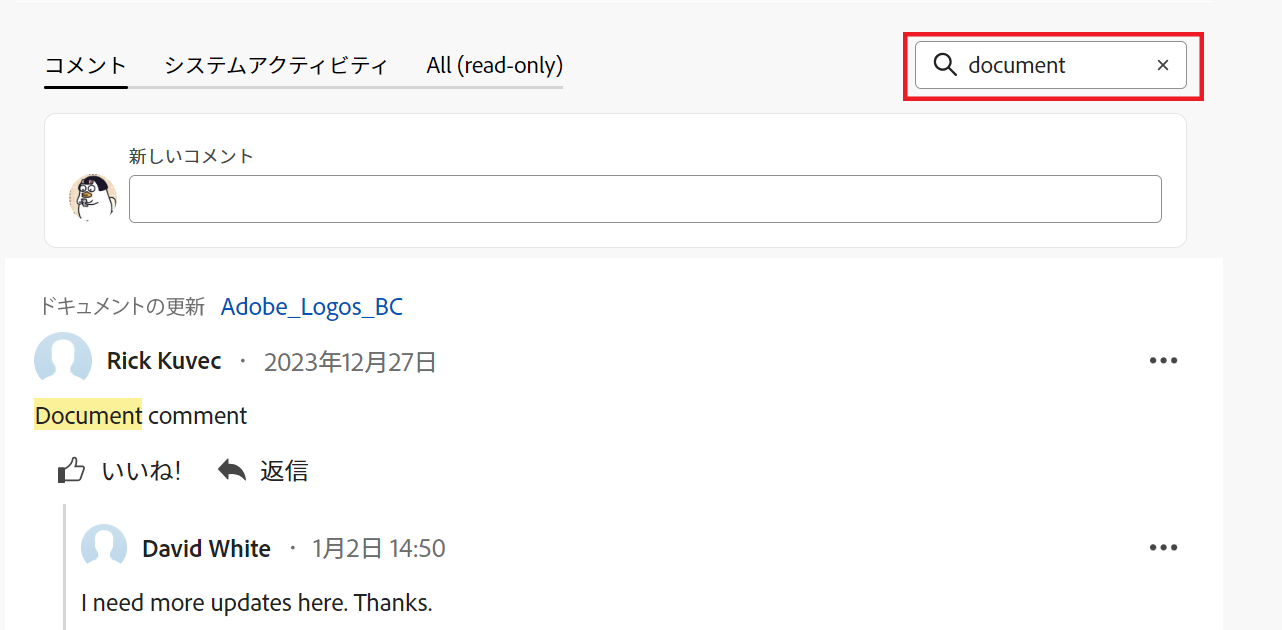 コメント システムアクティビティ All (read-only) document ×
新しいコメント
ドキュメントの更新 Adobe_Logos_BC
Rick Kuvec · 2023年12月27日
Document comment
いいね! 返信
David White · 1月2日 14:50
I need more updates here. Thanks.